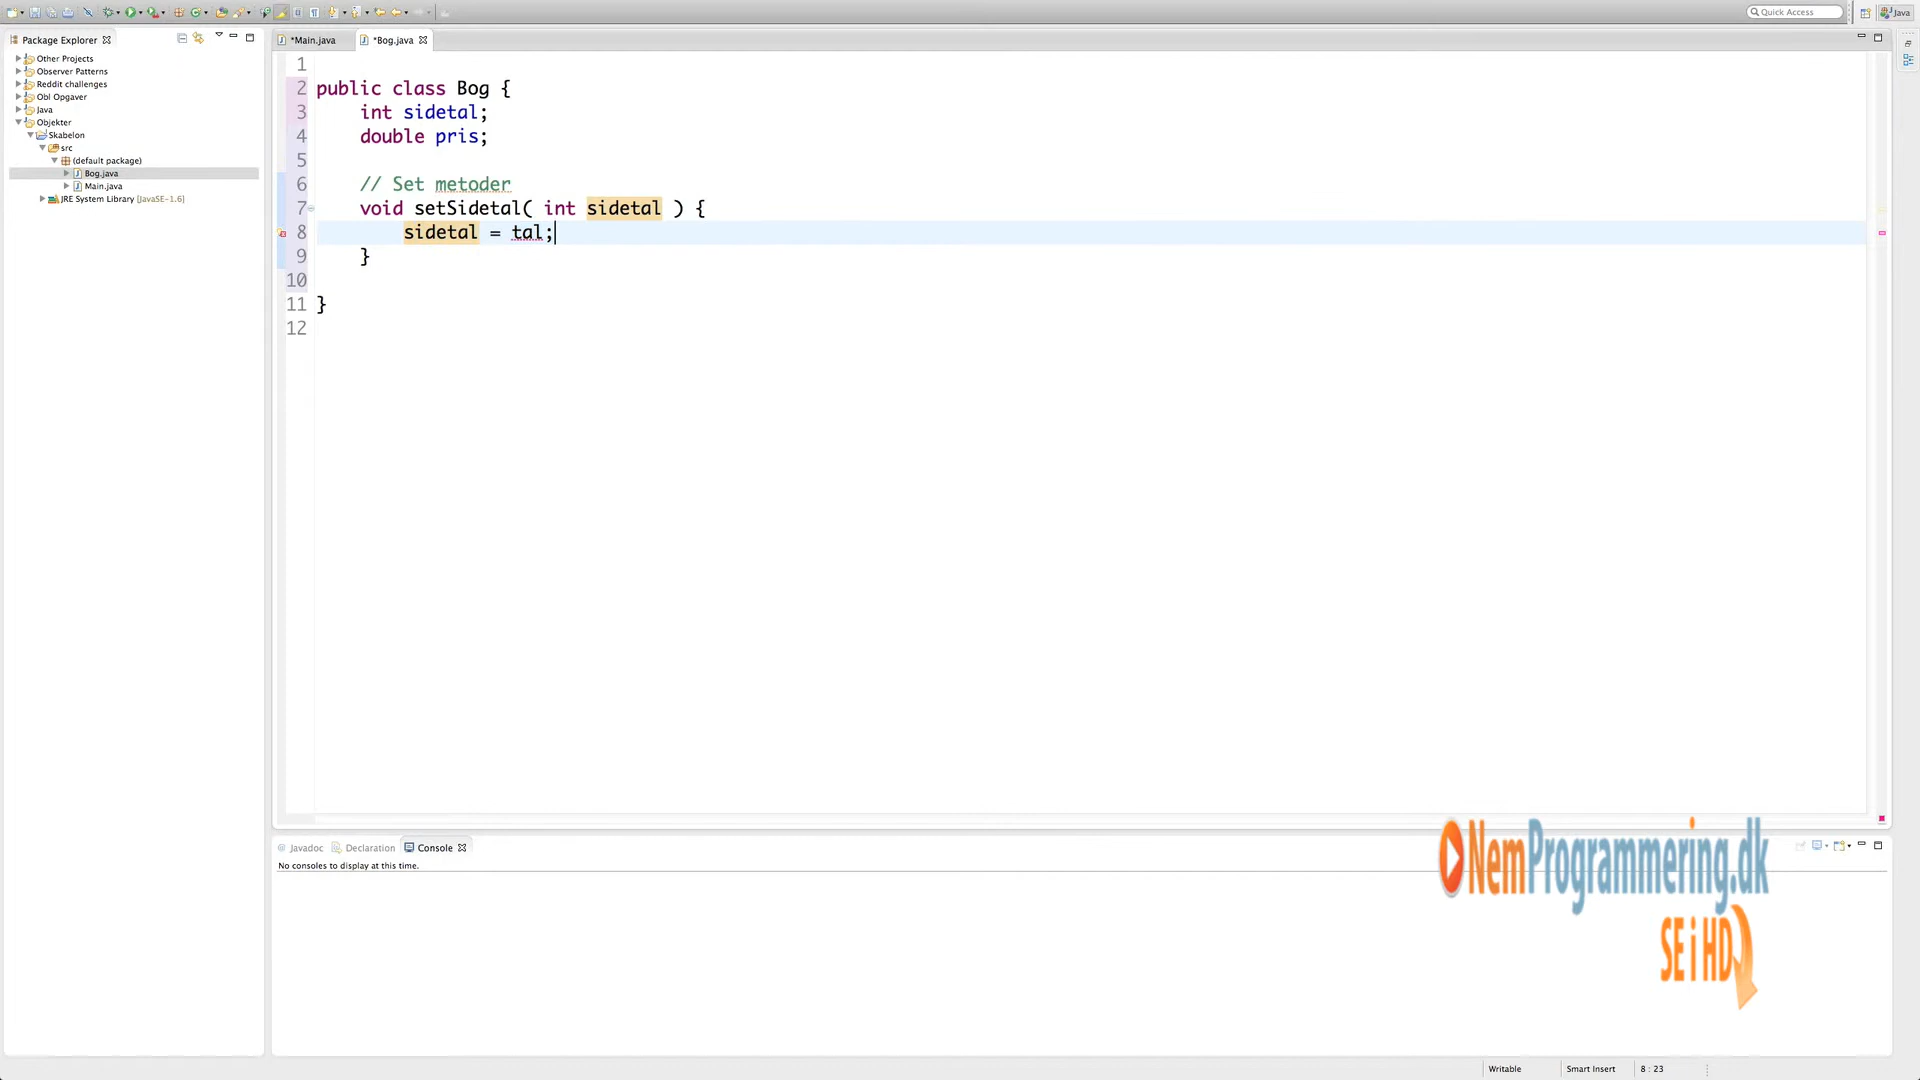 Quick Access
Java
Package Explorer
*Main.java
*Bog.java
Other Projects
Observer Patterns
Reddit challenges
Obl Opgaver
Java
Objekter
Skabelon
src
(default package)
Bog.java
Main.java
JRE System Library [JavaSE-1.6]
1
2 public class Bog {
3 int sidetal;
4 double pris;
5
6 // Set metoder
7 void setSidetal( int sidetal ) {
8 sidetal = tal;
9 }
10
11 }
12
@ Javadoc
Declaration
Console
No consoles to display at this time.
NemProgrammering.dk
SE i HD
Writable
Smart Insert
8 : 23